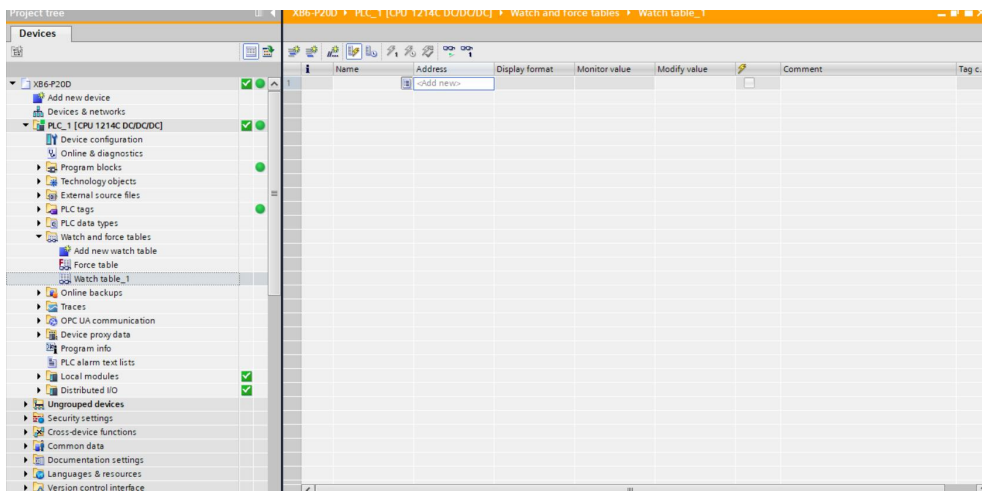 Project tree
XB6-P20D ▸ PLC_1 [CPU 1214C DC/DC/DC] ▸ Watch and force tables ▸ Watch table_1
Devices
i Name Address Display format Monitor value Modify value Comment Tag c...
1 <Add new>
XB6-P20D
Add new device
Devices & networks
PLC_1 [CPU 1214C DC/DC/DC]
Device configuration
Online & diagnostics
Program blocks
Technology objects
External source files
PLC tags
PLC data types
Watch and force tables
Add new watch table
Force table
Watch table_1
Online backups
Traces
OPC UA communication
Device proxy data
Program info
PLC alarm text lists
Local modules
Distributed I/O
Ungrouped devices
Security settings
Cross-device functions
Common data
Documentation settings
Languages & resources
Version control interface